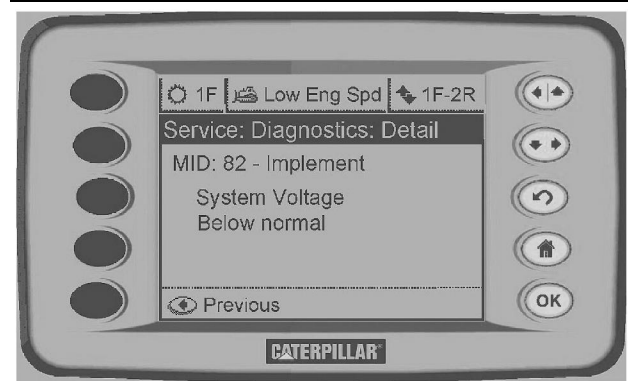 1F Low Eng Spd 1F-2R
Service: Diagnostics: Detail
MID: 82 - Implement
System Voltage
Below normal
Previous
OK
CATERPILLAR®